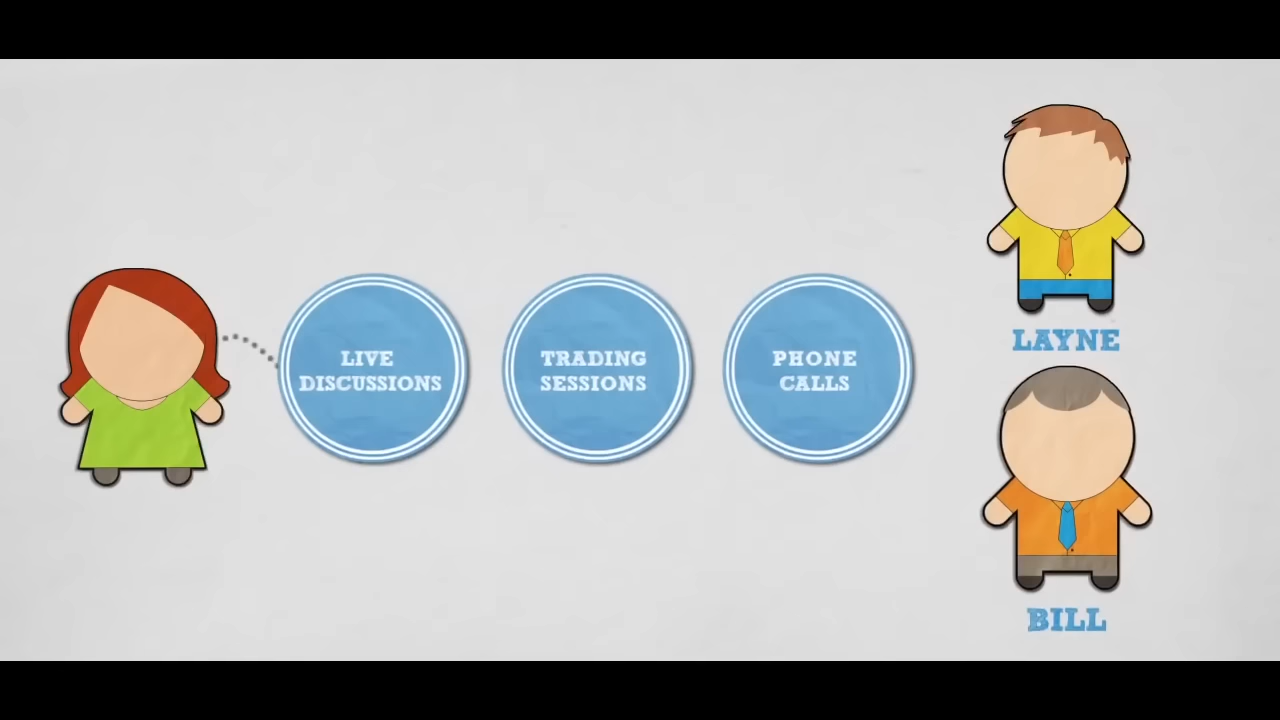 LIVE
DISCUSSIONS
TRADING
SESSIONS
PHONE
CALLS
LAYNE
BILL